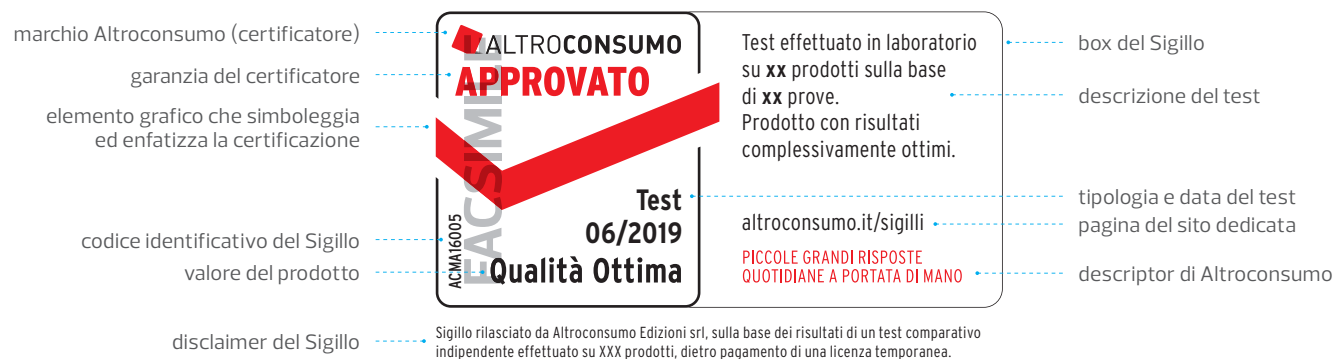 marchio Altroconsumo (certificatore)
garanzia del certificatore
elemento grafico che simboleggia
ed enfatizza la certificazione
codice identificativo del Sigillo
valore del prodotto
disclaimer del Sigillo
ALTROCONSUMO
APPROVATO
FACSIMILE
Test
06/2019
Qualità Ottima
ACMA16005
Test effettuato in laboratorio
su xx prodotti sulla base
di xx prove.
Prodotto con risultati
complessivamente ottimi.
altroconsumo.it/sigilli
PICCOLE GRANDI RISPOSTE
QUOTIDIANE A PORTATA DI MANO
Sigillo rilasciato da Altroconsumo Edizioni srl, sulla base dei risultati di un test comparativo
indipendente effettuato su XXX prodotti, dietro pagamento di una licenza temporanea.
box del Sigillo
descrizione del test
tipologia e data del test
pagina del sito dedicata
descriptor di Altroconsumo